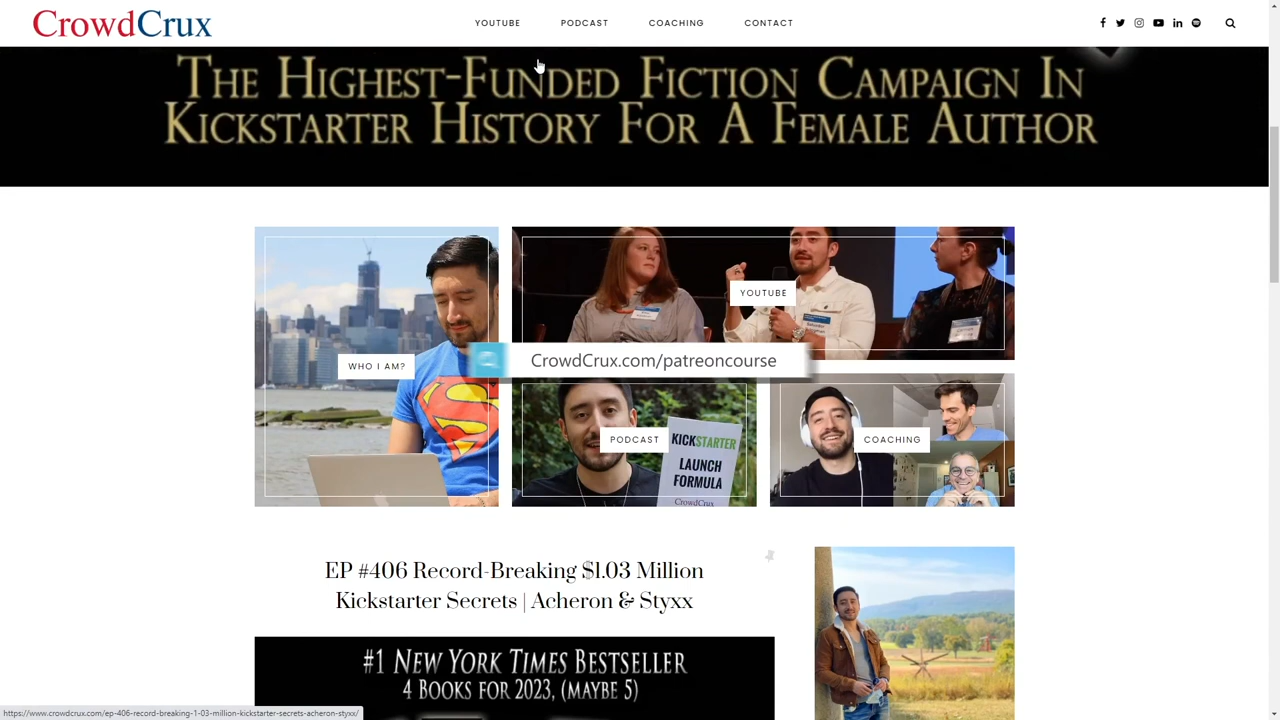 CrowdCrux
YOUTUBE PODCAST COACHING CONTACT
THE HIGHEST-FUNDED FICTION CAMPAIGN IN
KICKSTARTER HISTORY FOR A FEMALE AUTHOR
YOUTUBE
WHO I AM?
CrowdCrux.com/patreoncourse
PODCAST
KICKSTARTER
LAUNCH
FORMULA
CrowdCrux
COACHING
EP #406 Record-Breaking $1.03 Million
Kickstarter Secrets | Acheron & Styxx
#1 NEW YORK TIMES BESTSELLER
4 BOOKS FOR 2023, (MAYBE 5)
https://www.crowdcrux.com/ep-406-record-breaking-1-03-million-kickstarter-secrets-acheron-styxx/